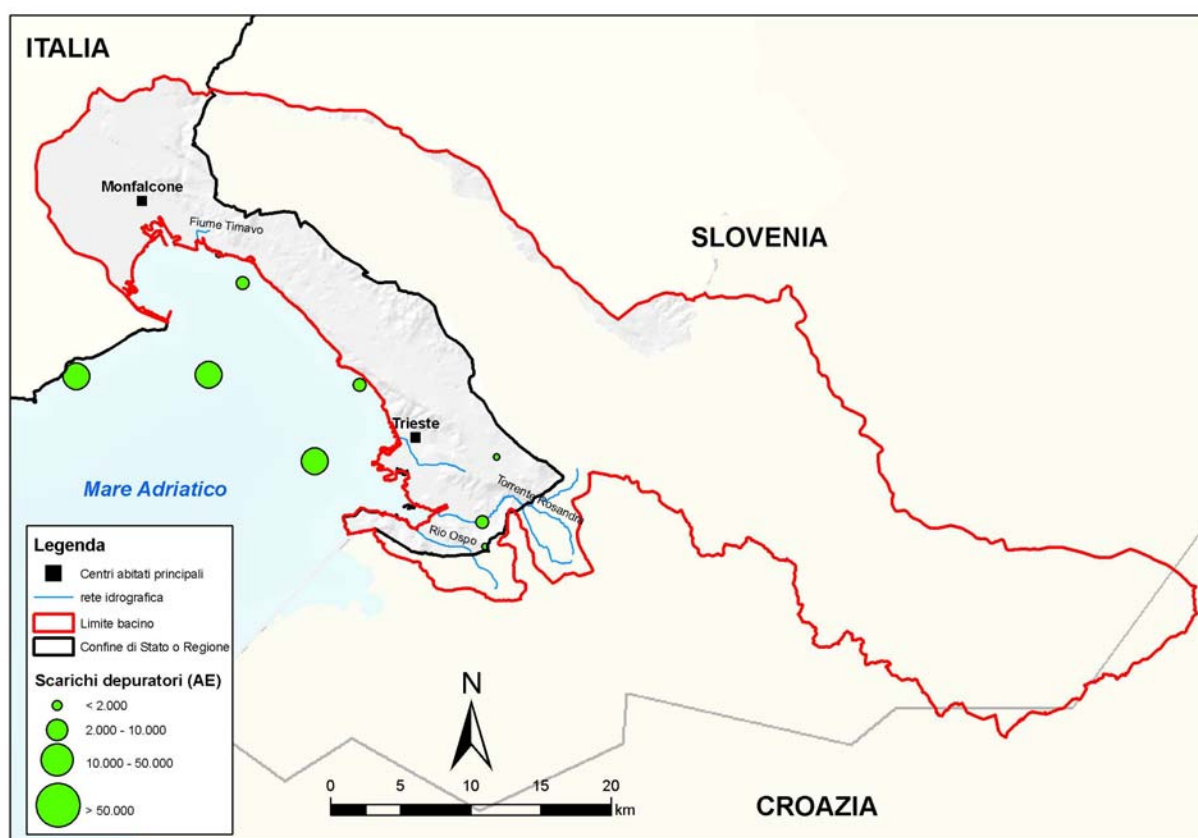 ITALIA
Monfalcone
Fiume Timavo
SLOVENIA
Trieste
Torrente Rosandra
Mare Adriatico
Rio Ospo
Legenda
Centri abitati principali
rete idrografica
Limite bacino
Confine di Stato o Regione
Scarichi depuratori (AE)
< 2.000
2.000 - 10.000
10.000 - 50.000
> 50.000
N
0 5 10 15 20
km
CROAZIA